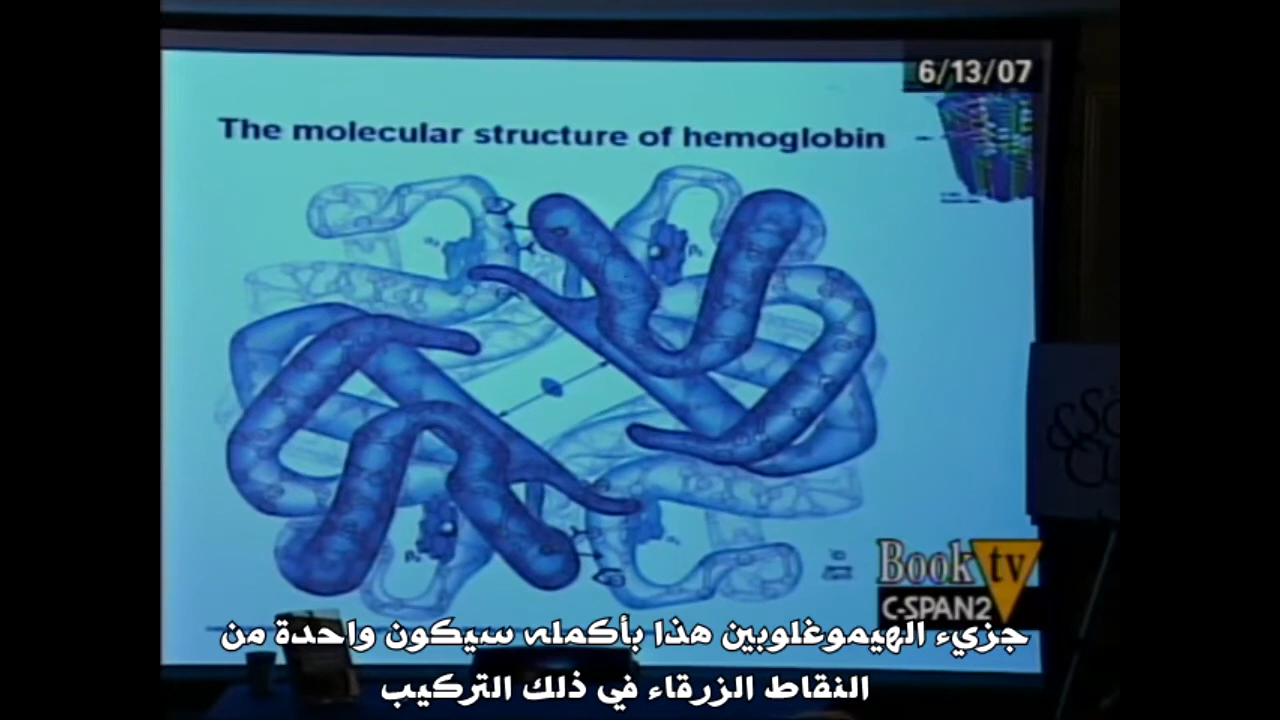 6/13/07
The molecular structure of hemoglobin
Book tv
C-SPAN2
جزيء الهيموغلوبين هذا بأكمله سيكون واحدة من
النقاط الزرقاء في ذلك التركيب